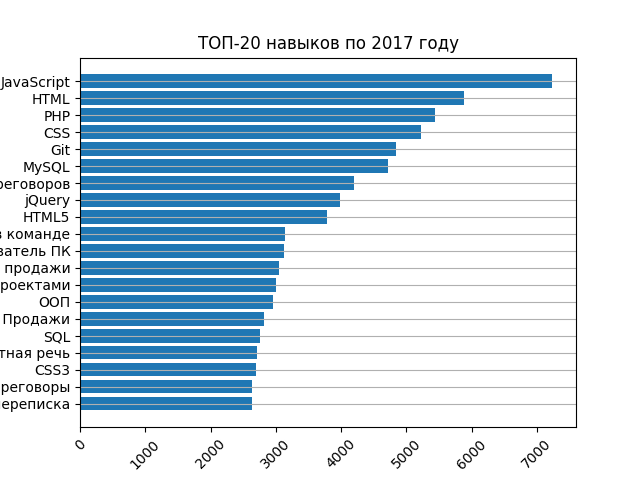 ТОП-20 навыков по 2017 году
JavaScript
HTML
PHP
CSS
Git
MySQL
реговоров
jQuery
HTML5
в команде
ватель ПК
продажи
роектами
ООП
Продажи
SQL
тная речь
CSS3
реговоры
переписка
0
1000
2000
3000
4000
5000
6000
7000